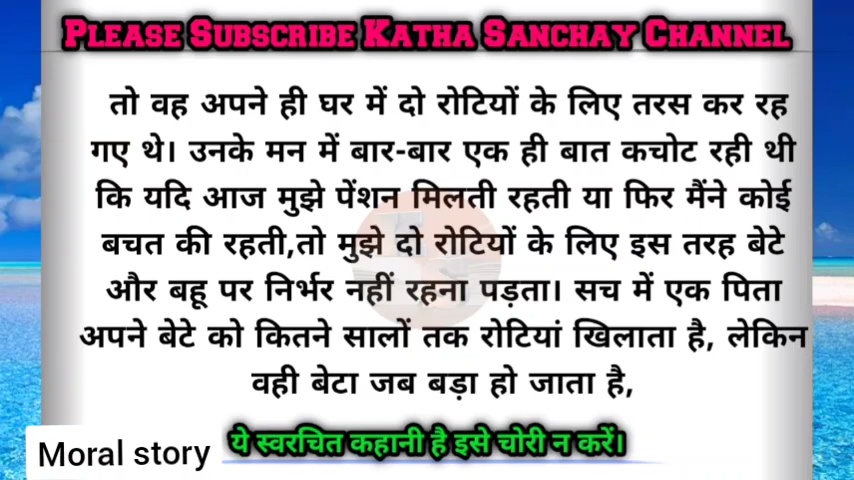 PLEASE SUBSCRIBE KATHA SANCHAY CHANNEL
तो वह अपने ही घर में दो रोटियों के लिए तरस कर रह
गए थे। उनके मन में बार-बार एक ही बात कचोट रही थी
कि यदि आज मुझे पेंशन मिलती रहती या फिर मैंने कोई
बचत की रहती,तो मुझे दो रोटियों के लिए इस तरह बेटे
और बहू पर निर्भर नहीं रहना पड़ता। सच में एक पिता
अपने बेटे को कितने सालों तक रोटियां खिलाता है, लेकिन
वही बेटा जब बड़ा हो जाता है,
ये स्वरचित कहानी है इसे चोरी न करें।
Moral story